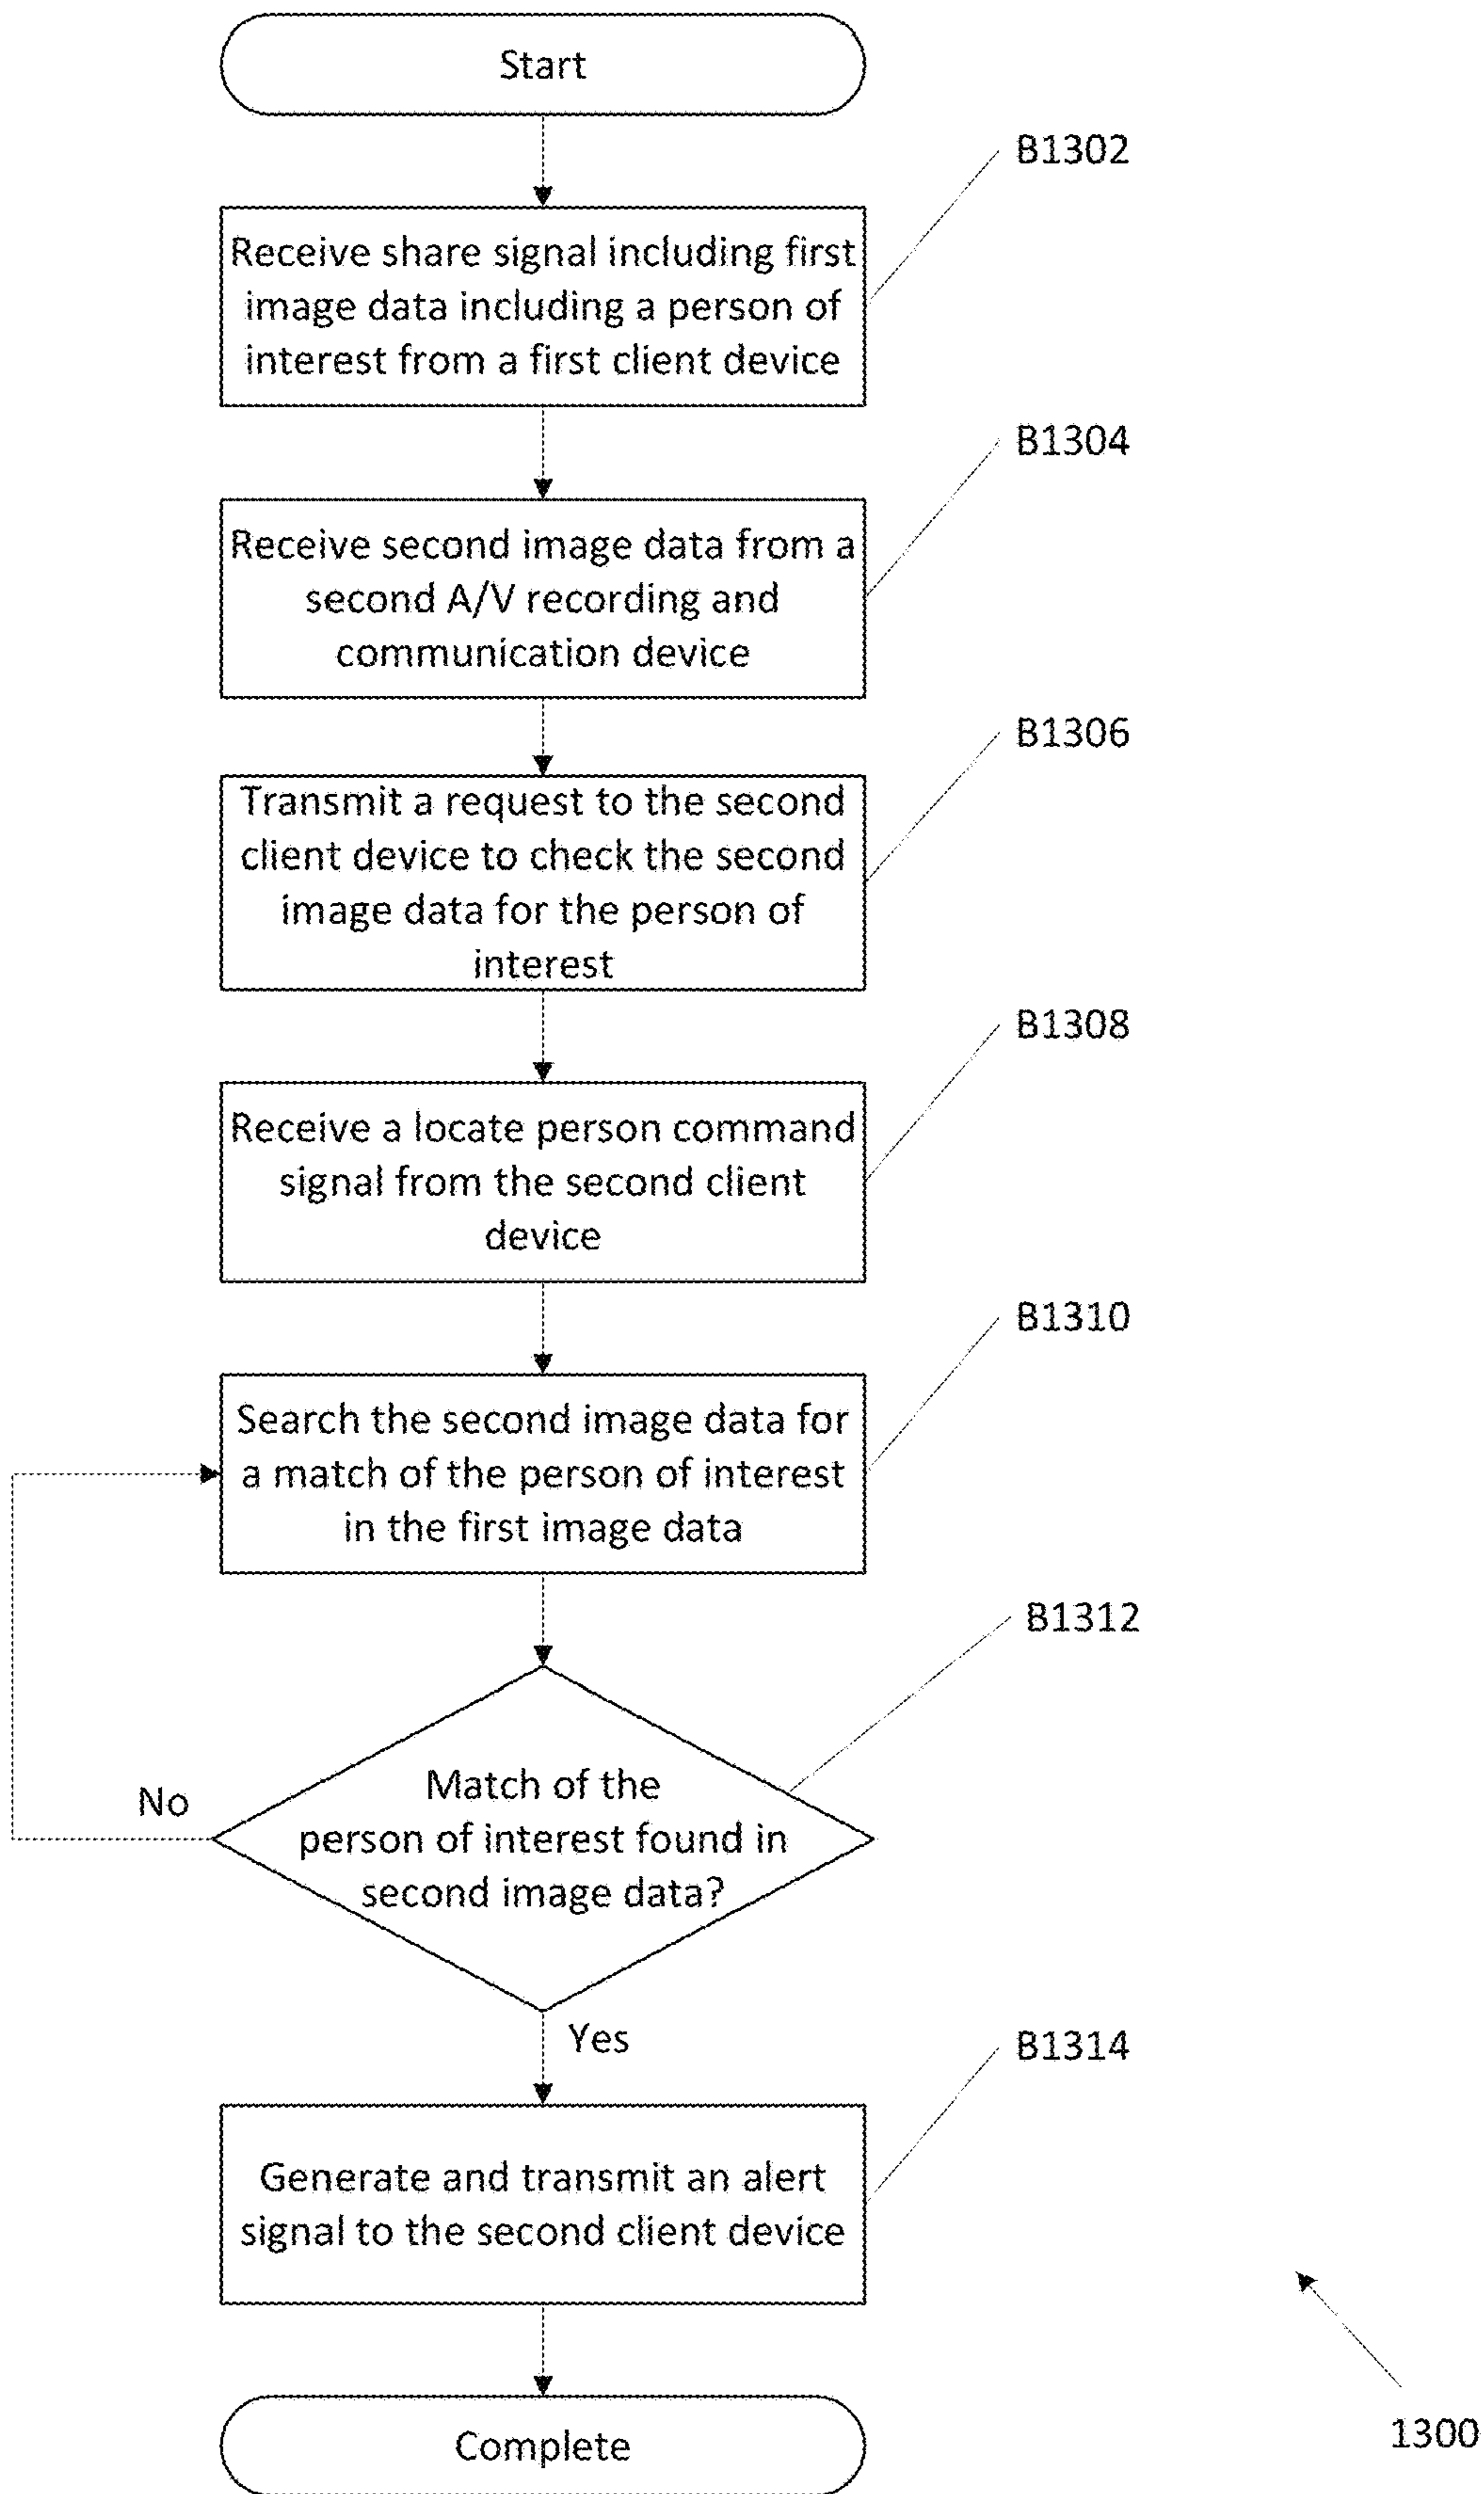 Start
B1302
Receive share signal including first
image data including a person of
interest from a first client device
B1304
Receive second image data from a
second A/V recording and
communication device
B1306
Transmit a request to the second
client device to check the second
image data for the person of
interest
B1308
Receive a locate person command
signal from the second client
device
B1310
Search the second image data for
a match of the person of interest
in the first image data
B1312
Match of the
person of interest found in
second image data?
No
Yes
B1314
Generate and transmit an alert
signal to the second client device
Complete
1300